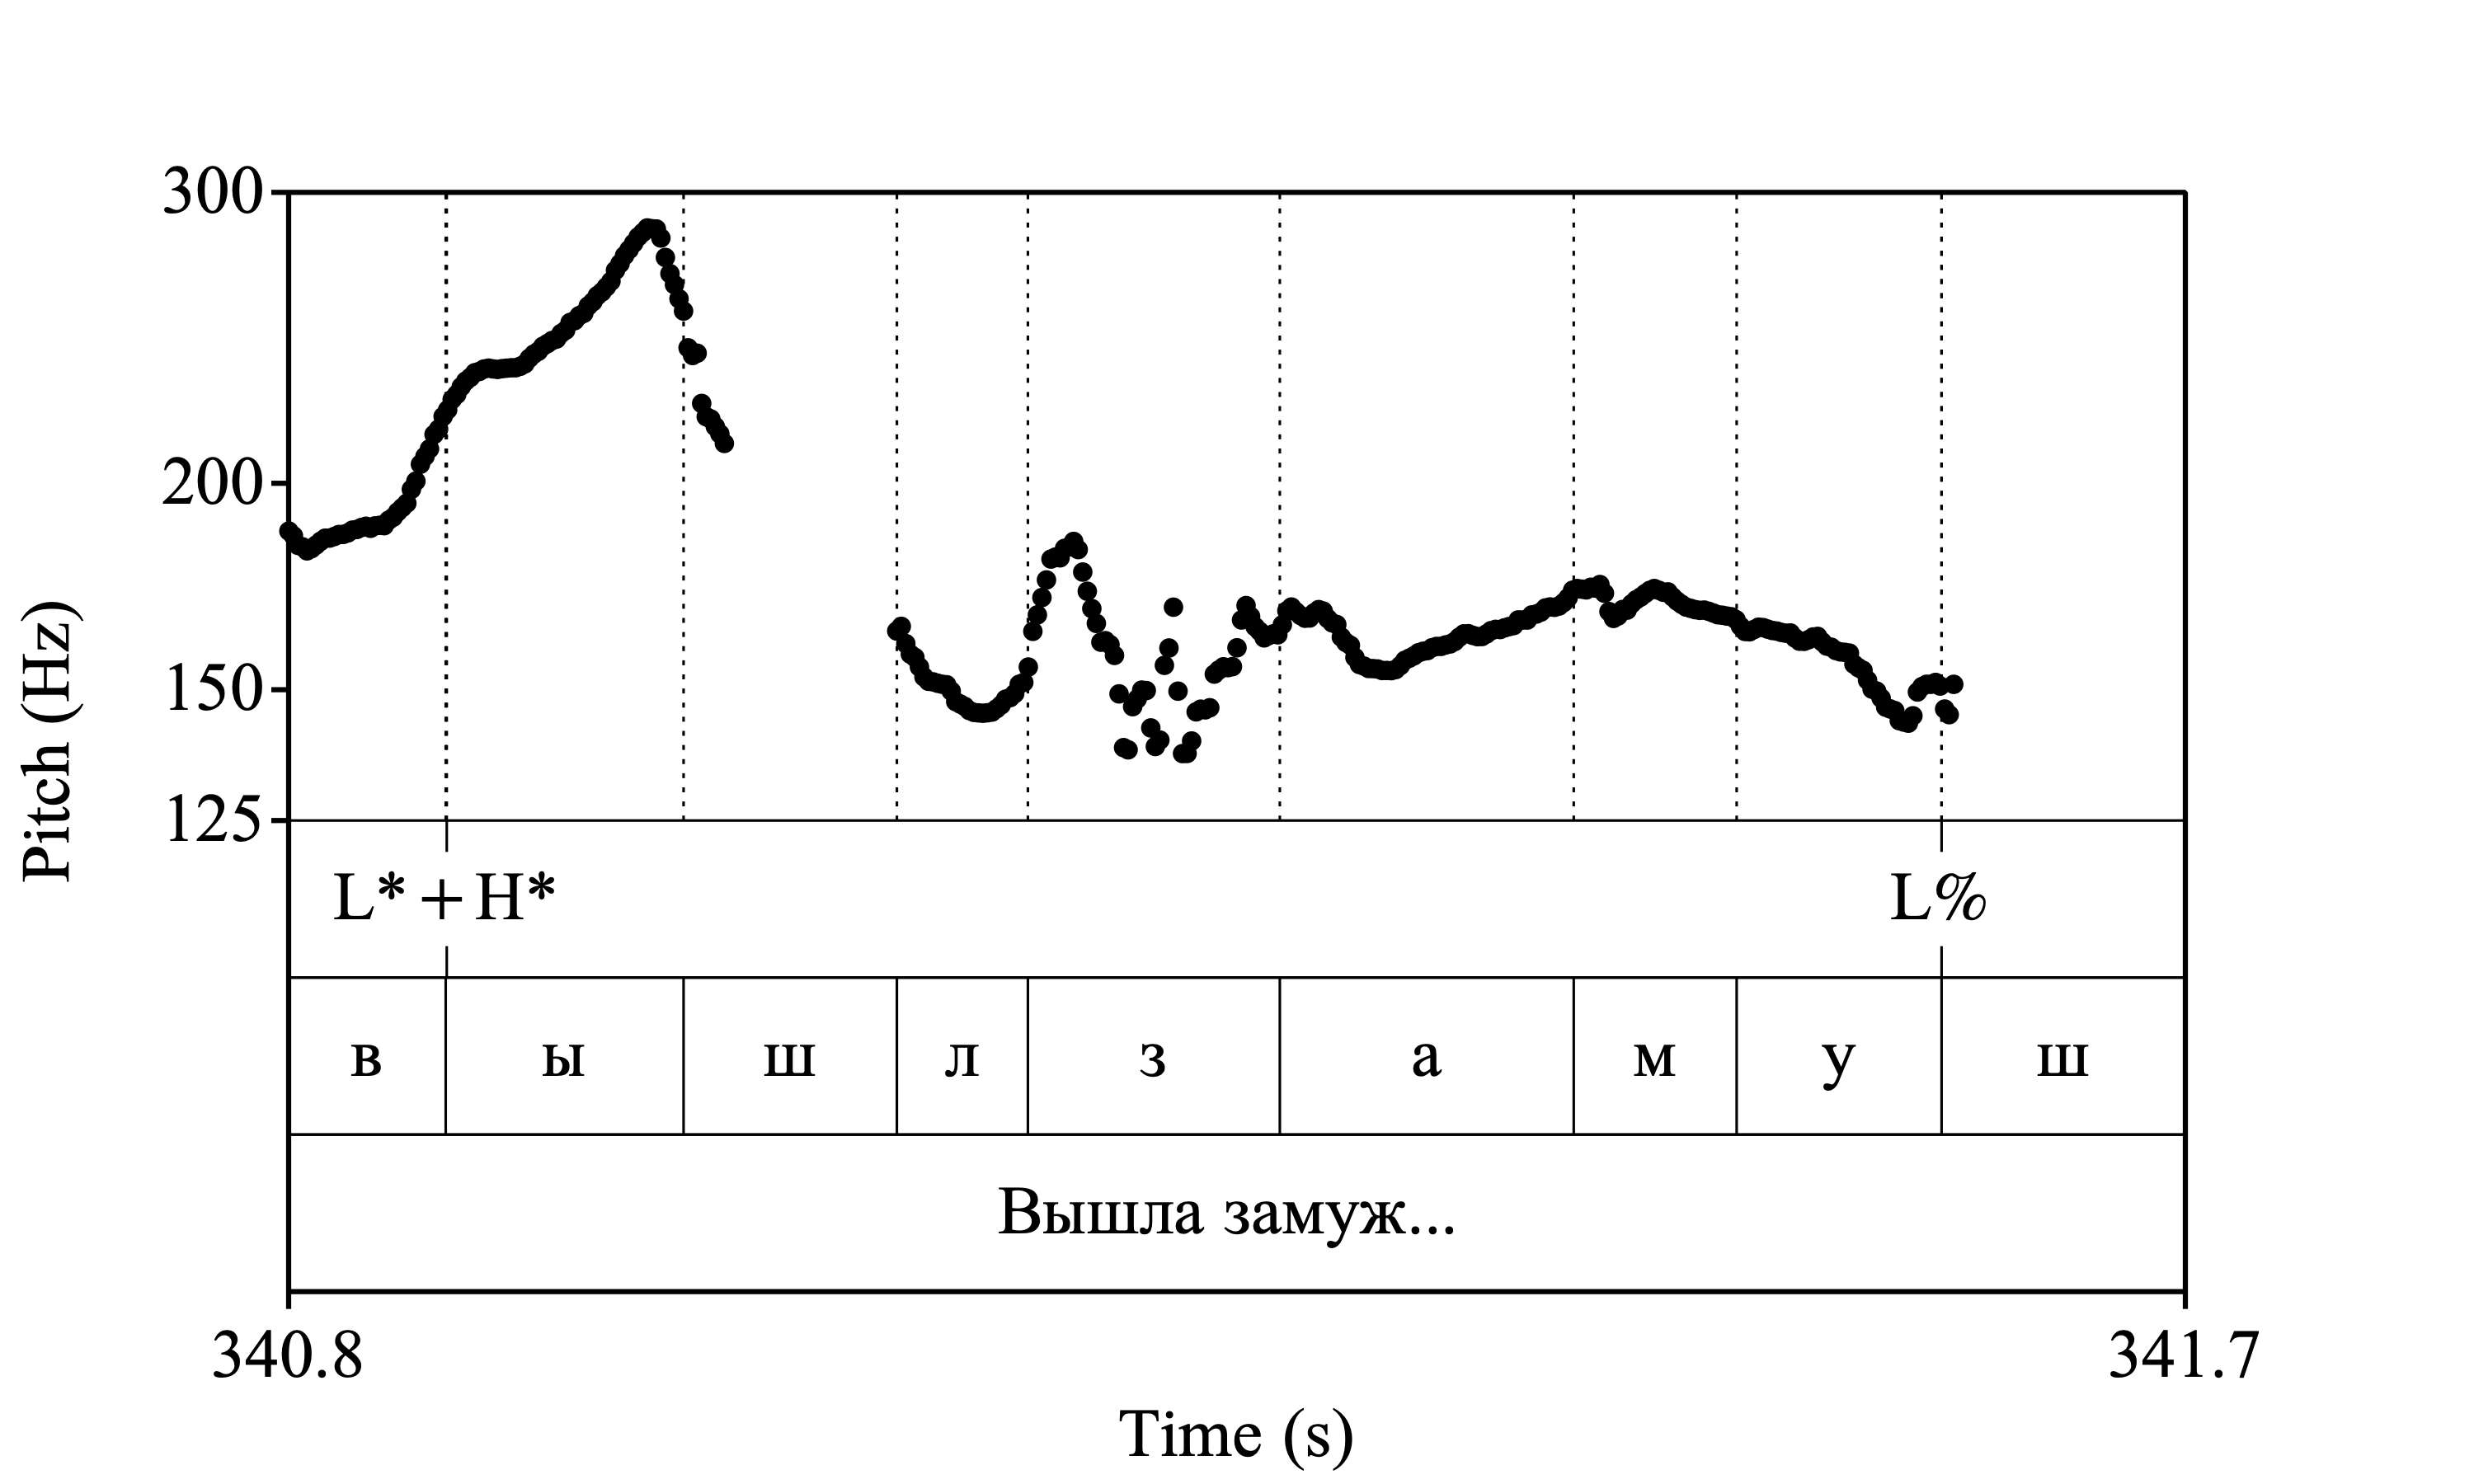 300
200
150
125
Pitch (Hz)
L*+H* L%
в ы ш л з а м у ш
Вышла замуж...
340.8 341.7
Time (s)